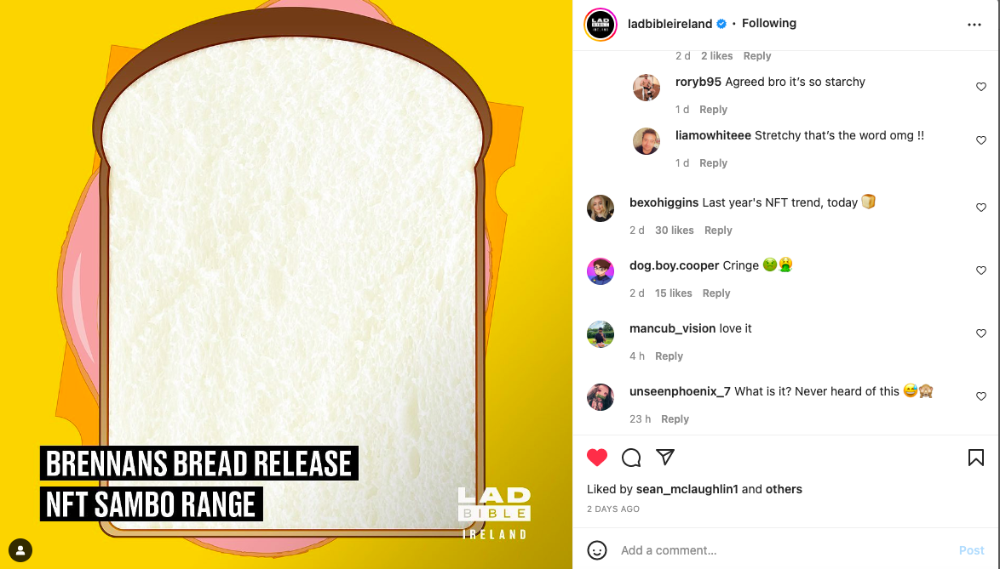 BRENNANS BREAD RELEASE
NFT SAMBO RANGE
LAD
BIBLE
IRELAND
LAD
BIBLE
ladbibleireland • Following
2 d 2 likes Reply
roryb95 Agreed bro it’s so starchy
1 d Reply
liamowhiteee Stretchy that’s the word omg !!
1 d Reply
bexohiggins Last year's NFT trend, today 🍞
2 d 30 likes Reply
dog.boy.cooper Cringe 🤢🤮
2 d 15 likes Reply
mancub_vision love it
4 h Reply
unseenphoenix_7 What is it? Never heard of this 😅🙈
23 h Reply
Liked by sean_mclaughlin1 and others
2 DAYS AGO
Add a comment...
Post